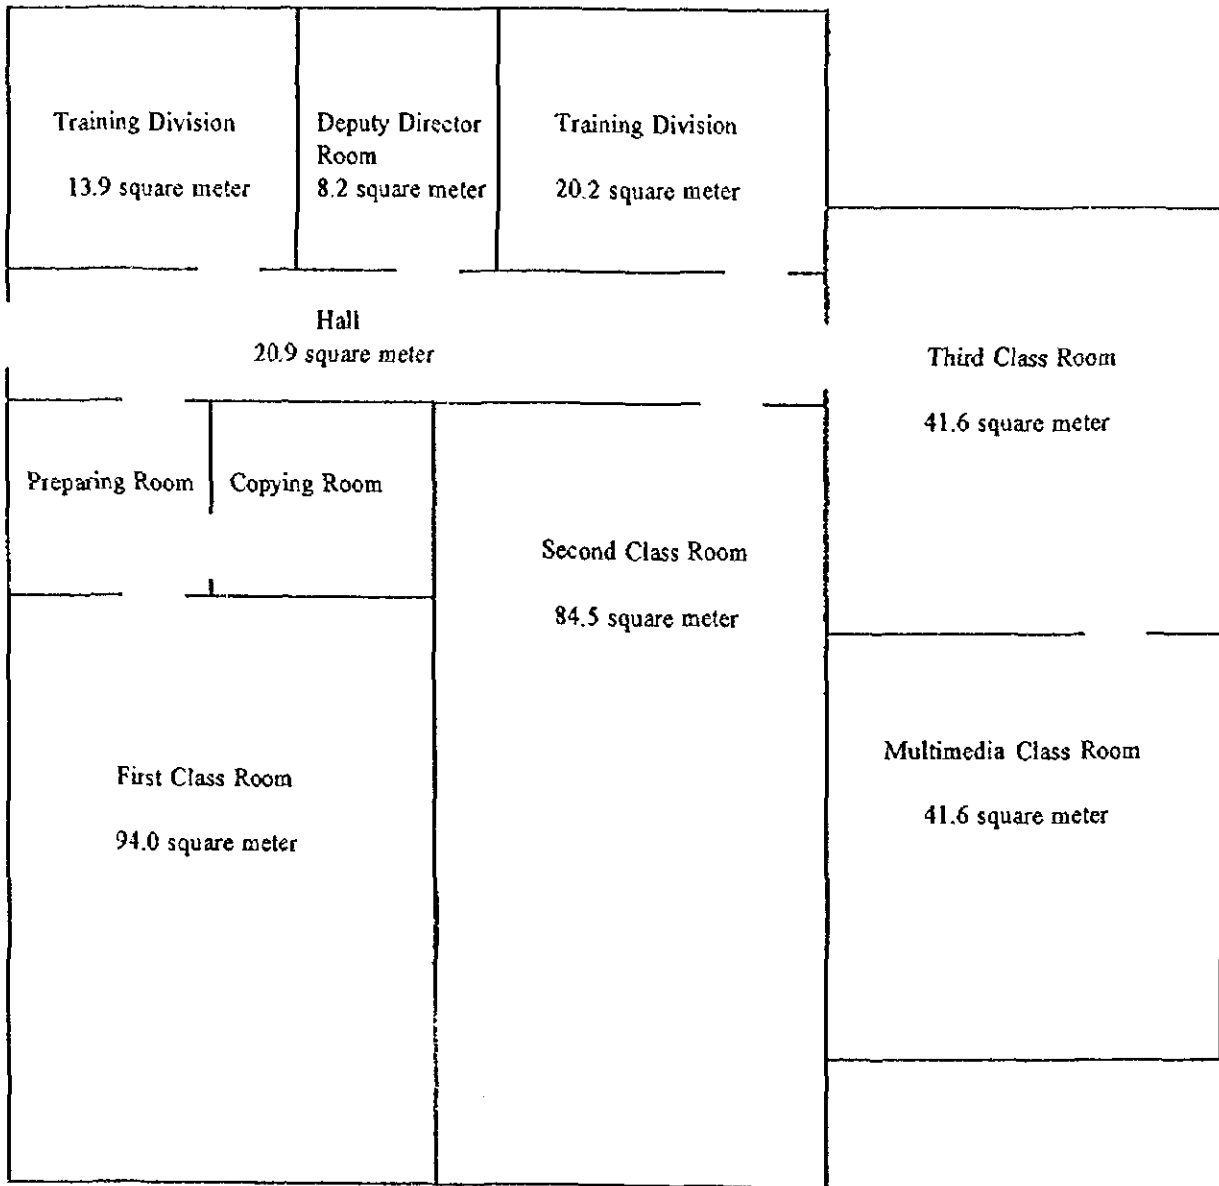 Training Division
13.9 square meter
Deputy Director
Room
8.2 square meter
Training Division
20.2 square meter
Hall
20.9 square meter
Third Class Room
41.6 square meter
Preparing Room
Copying Room
Second Class Room
84.5 square meter
First Class Room
94.0 square meter
Multimedia Class Room
41.6 square meter